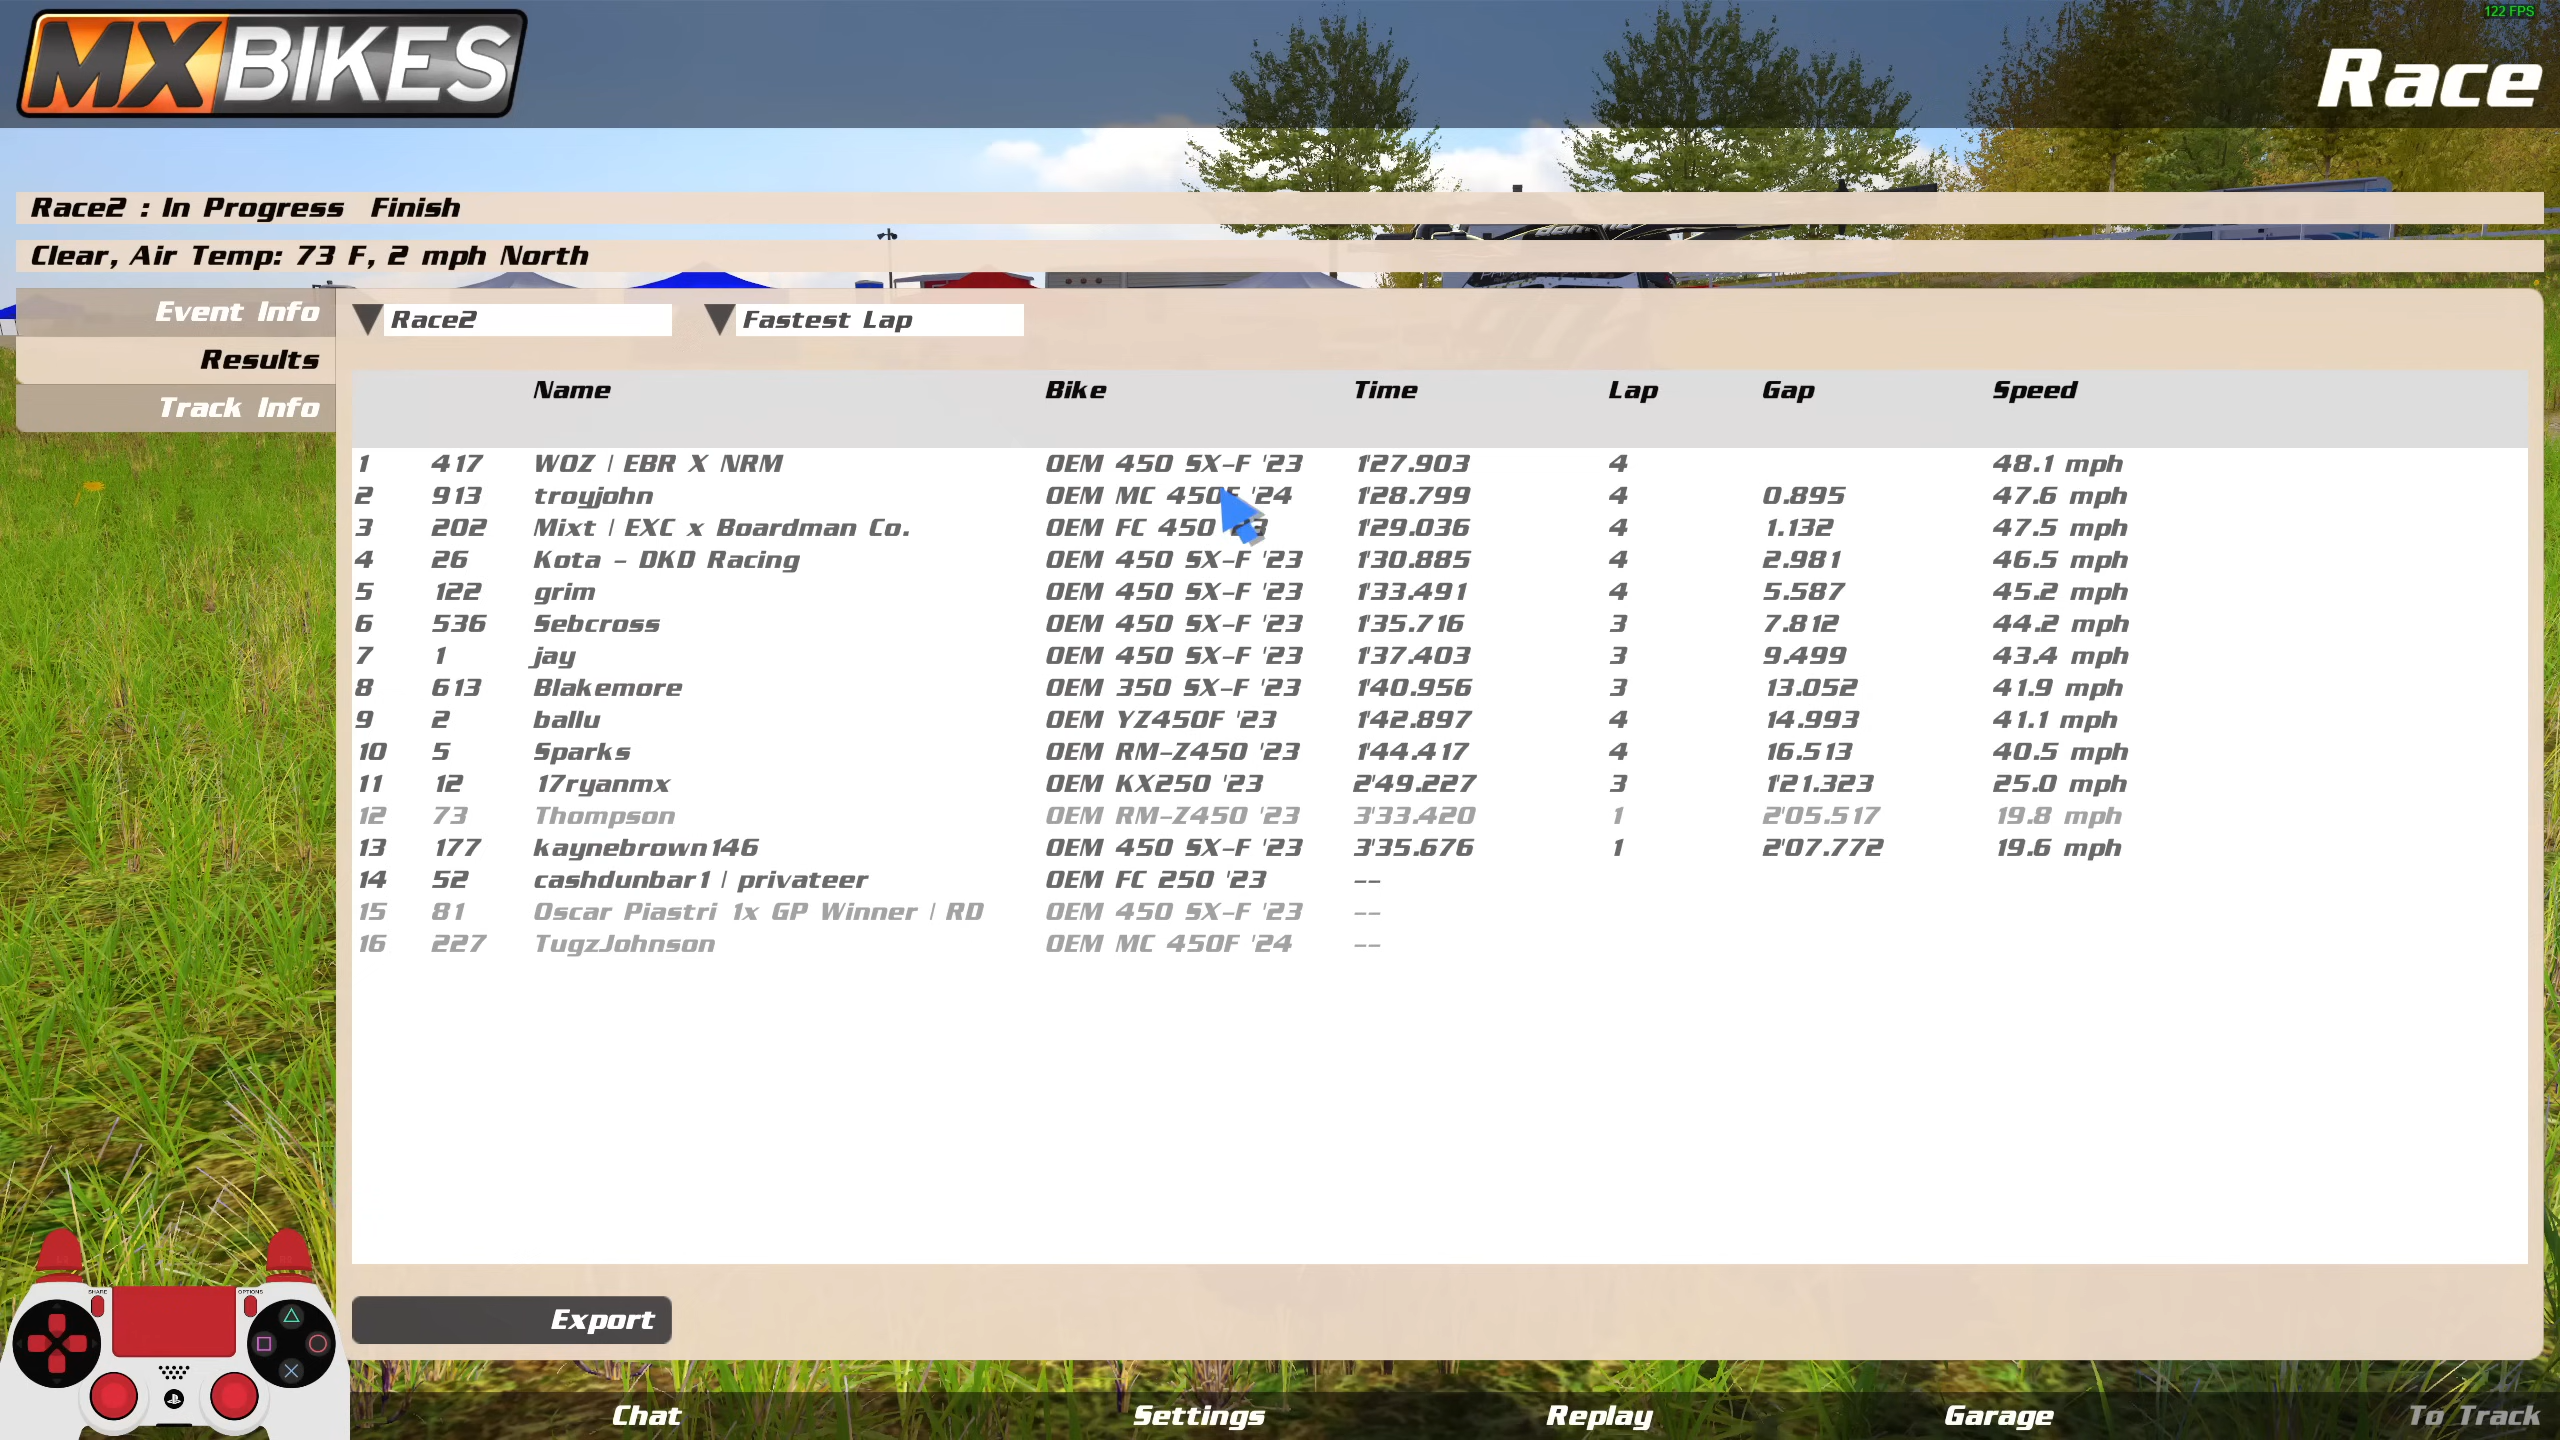 122 FPS
MXBIKES
Race
Race2 : In Progress Finish
Clear, Air Temp: 73 F, 2 mph North
Event Info
Results
Track Info
Race2 Fastest Lap
Name Bike Time Lap Gap Speed
1 417 WOZ | EBR X NRM OEM 450 SX-F '23 1'27.903 4 48.1 mph
2 913 troyjohn OEM MC 450F '24 1'28.799 4 0.895 47.6 mph
3 202 Mixt | EXC x Boardman Co. OEM FC 450 '23 1'29.036 4 1.132 47.5 mph
4 26 Kota - DKD Racing OEM 450 SX-F '23 1'30.885 4 2.981 46.5 mph
5 122 grim OEM 450 SX-F '23 1'33.491 4 5.587 45.2 mph
6 536 Sebcross OEM 450 SX-F '23 1'35.716 3 7.812 44.2 mph
7 1 jay OEM 450 SX-F '23 1'37.403 3 9.499 43.4 mph
8 613 Blakemore OEM 350 SX-F '23 1'40.956 3 13.052 41.9 mph
9 2 ballu OEM YZ450F '23 1'42.897 4 14.993 41.1 mph
10 5 Sparks OEM RM-Z450 '23 1'44.417 4 16.513 40.5 mph
11 12 17ryanmx OEM KX250 '23 2'49.227 3 1'21.323 25.0 mph
12 73 Thompson OEM RM-Z450 '23 3'33.420 1 2'05.517 19.8 mph
13 177 kaynebrown146 OEM 450 SX-F '23 3'35.676 1 2'07.772 19.6 mph
14 52 cashdunbar1 | privateer OEM FC 250 '23 --
15 81 Oscar Piastri 1x GP Winner | RD OEM 450 SX-F '23 --
16 227 TugzJohnson OEM MC 450F '24 --
Export
SHARE OPTIONS
Chat Settings Replay Garage To Track